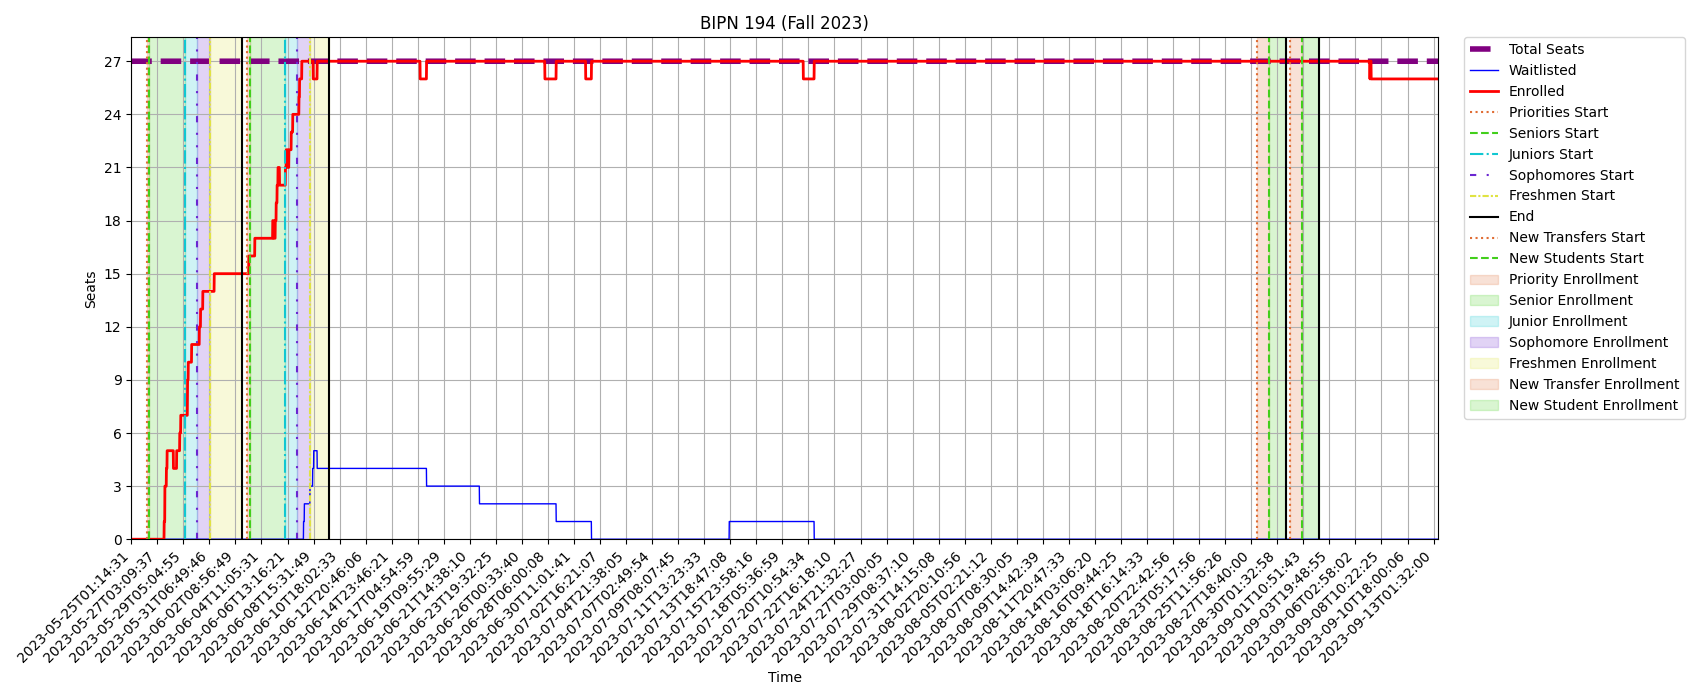 BIPN 194 (Fall 2023)
Seats
27
24
21
18
15
12
9
6
3
0
2023-05-25T01:14:31
2023-05-27T03:09:37
2023-05-29T05:04:55
2023-05-31T06:49:46
2023-06-02T08:56:49
2023-06-04T11:05:31
2023-06-06T13:16:21
2023-06-08T15:31:49
2023-06-10T18:02:33
2023-06-12T20:46:06
2023-06-14T23:46:21
2023-06-17T04:54:59
2023-06-19T09:55:29
2023-06-21T14:38:10
2023-06-23T19:32:25
2023-06-26T00:33:40
2023-06-28T06:00:08
2023-06-30T11:01:41
2023-07-02T16:21:07
2023-07-04T21:38:05
2023-07-07T02:49:54
2023-07-09T08:07:45
2023-07-11T13:23:33
2023-07-13T18:47:08
2023-07-15T23:58:16
2023-07-18T05:36:59
2023-07-20T10:54:34
2023-07-22T16:18:10
2023-07-24T21:32:27
2023-07-27T03:00:05
2023-07-29T08:37:10
2023-07-31T14:15:08
2023-08-02T20:10:56
2023-08-05T02:21:12
2023-08-07T08:30:05
2023-08-09T14:42:39
2023-08-11T20:47:33
2023-08-14T03:06:20
2023-08-16T09:44:25
2023-08-18T16:14:33
2023-08-20T22:42:56
2023-08-23T05:17:56
2023-08-25T11:56:26
2023-08-27T18:40:00
2023-08-30T01:32:58
2023-09-01T10:51:43
2023-09-03T19:48:55
2023-09-06T02:58:02
2023-09-08T10:22:25
2023-09-10T18:00:06
2023-09-13T01:32:00
Time
Total Seats
Waitlisted
Enrolled
Priorities Start
Seniors Start
Juniors Start
Sophomores Start
Freshmen Start
End
New Transfers Start
New Students Start
Priority Enrollment
Senior Enrollment
Junior Enrollment
Sophomore Enrollment
Freshmen Enrollment
New Transfer Enrollment
New Student Enrollment